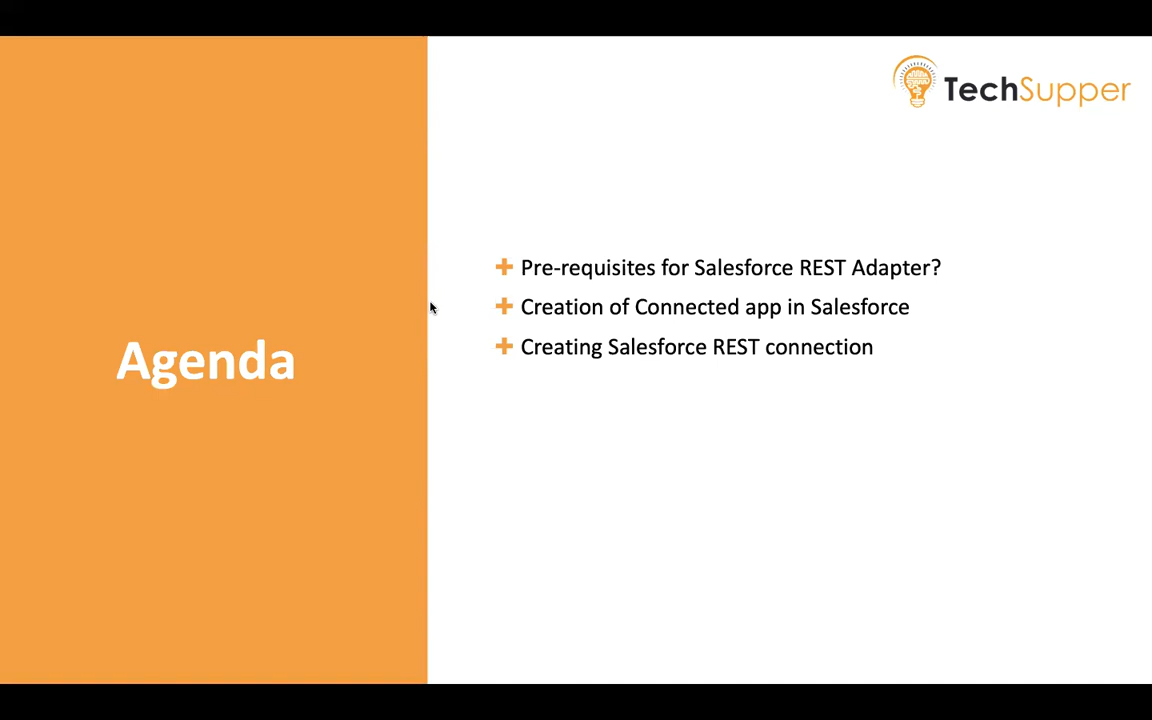 TechSupper
Agenda
Pre-requisites for Salesforce REST Adapter?
Creation of Connected app in Salesforce
Creating Salesforce REST connection